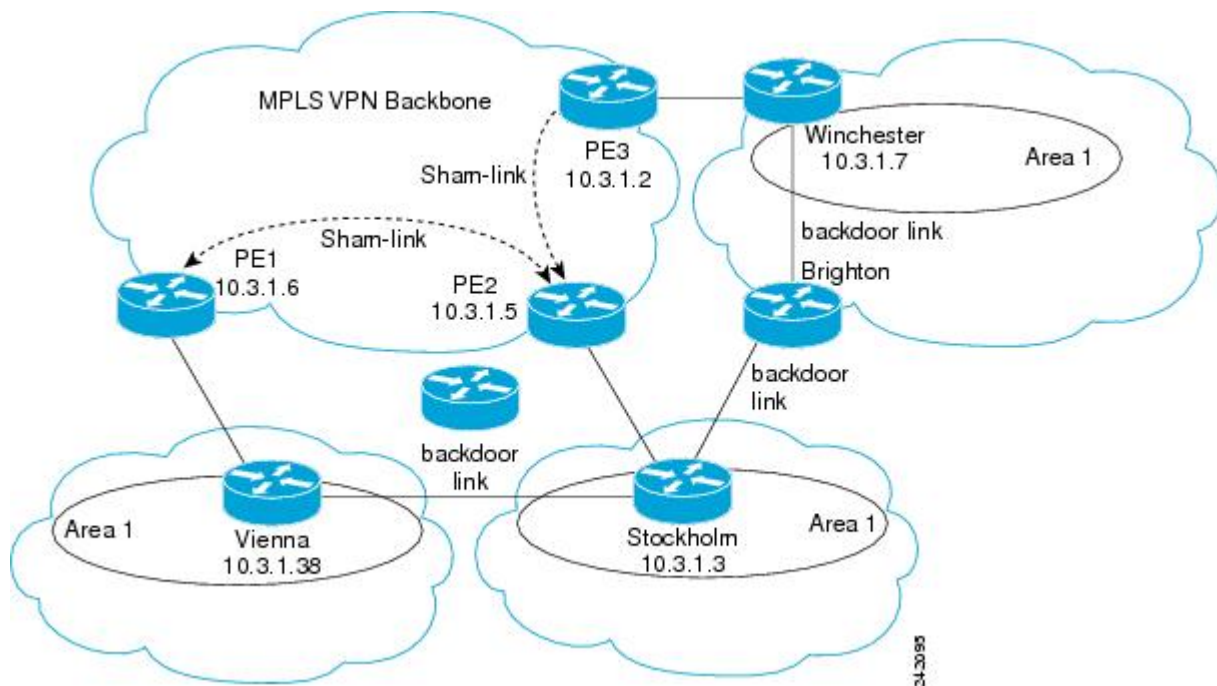 MPLS VPN Backbone
PE3
10.3.1.2
Winchester
10.3.1.7
Area 1
Sham-link
Sham-link
backdoor link
PE1
10.3.1.6
PE2
10.3.1.5
Brighton
backdoor
link
backdoor
link
Area 1
Vienna
10.3.1.38
Stockholm
10.3.1.3
Area 1
243095